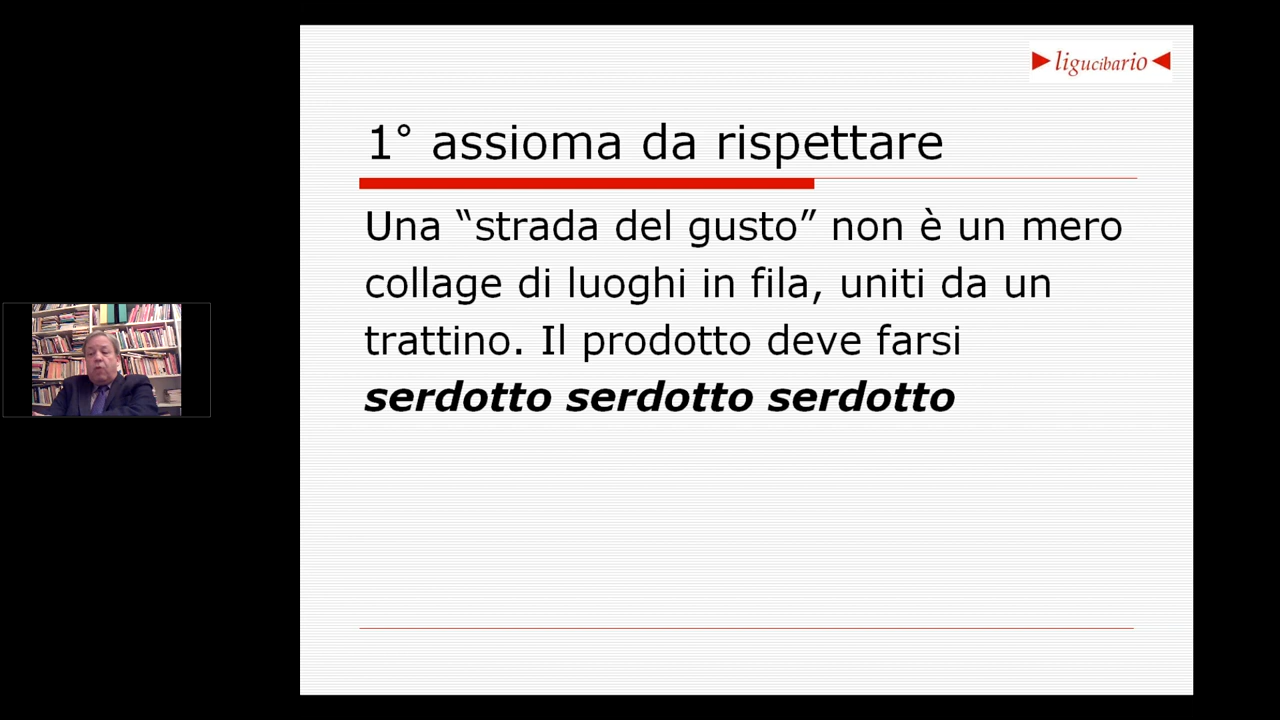 ligucibario
1° assioma da rispettare
Una “strada del gusto” non è un mero
collage di luoghi in fila, uniti da un
trattino. Il prodotto deve farsi
serdotto serdotto serdotto